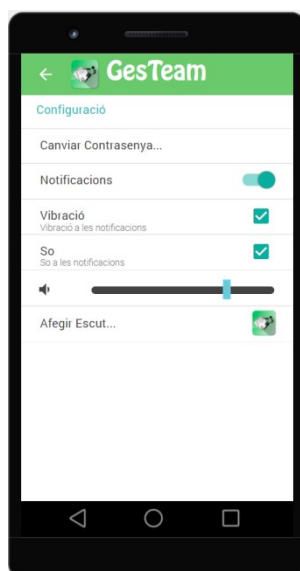 GesTeam
Configuració
Canviar Contrasenya...
Notificacions
Vibració
Vibració a les notificacions
So
So a les notificacions
Afegir Escut...